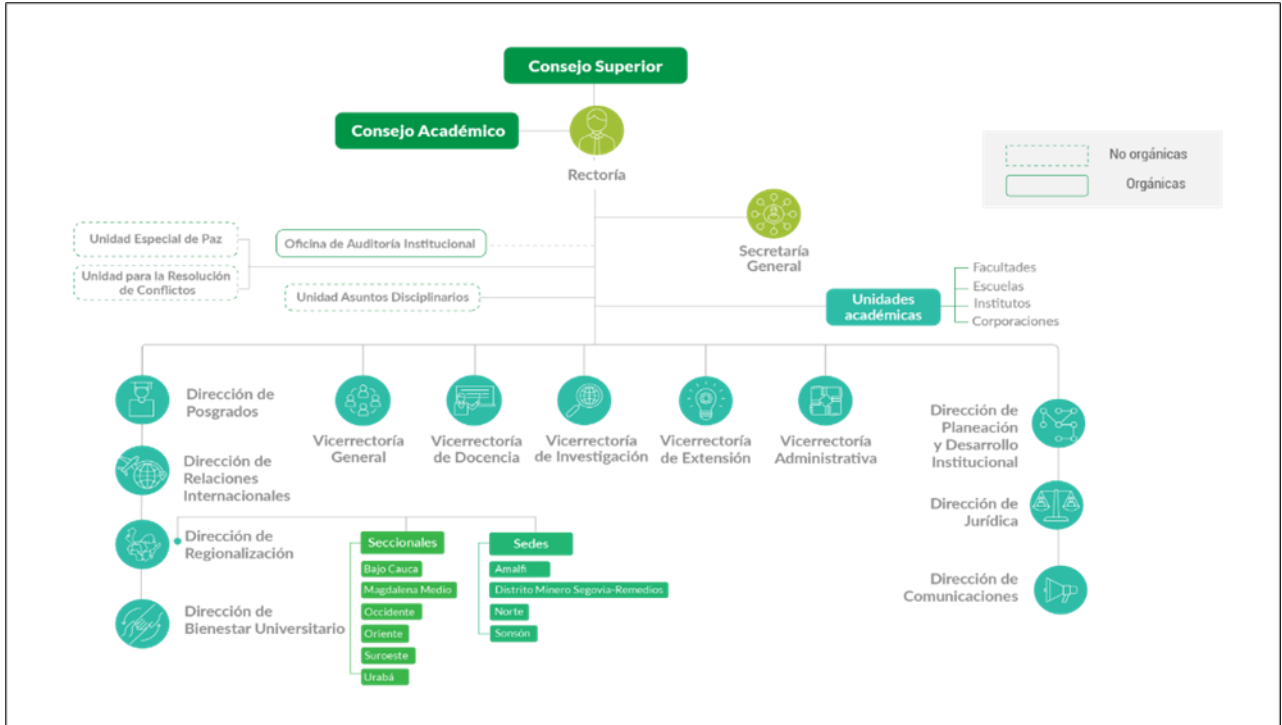 Consejo Superior
Consejo Académico
Rectoría
No orgánicas
Orgánicas
Secretaría
General
Unidad Especial de Paz
Oficina de Auditoría Institucional
Unidad para la Resolución
de Conflictos
Unidad Asuntos Disciplinarios
Unidades
académicas
Facultades
Escuelas
Institutos
Corporaciones
Dirección de
Posgrados
Dirección de
Relaciones
Internacionales
Dirección de
Regionalización
Dirección de
Bienestar Universitario
Vicerrectoría
General
Vicerrectoría
de Docencia
Vicerrectoría
de Investigación
Vicerrectoría
de Extensión
Vicerrectoría
Administrativa
Dirección de
Planeación
y Desarrollo
Institucional
Dirección de
Jurídica
Dirección de
Comunicaciones
Seccionales
Bajo Cauca
Magdalena Medio
Occidente
Oriente
Suroeste
Urabá
Sedes
Amalfi
Distrito Minero Segovia-Remedios
Norte
Sonsón